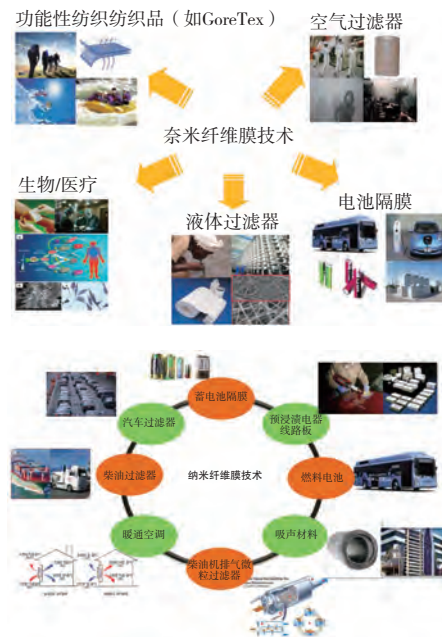 功能性纺织纺织品（如GoreTex）
空气过滤器
奈米纤维膜技术
生物/医疗
液体过滤器
电池隔膜
蓄电池隔膜
汽车过滤器
预浸渍电器
线路板
柴油过滤器
纳米纤维膜技术
燃料电池
暖通空调
吸声材料
柴油机排气微
粒过滤器